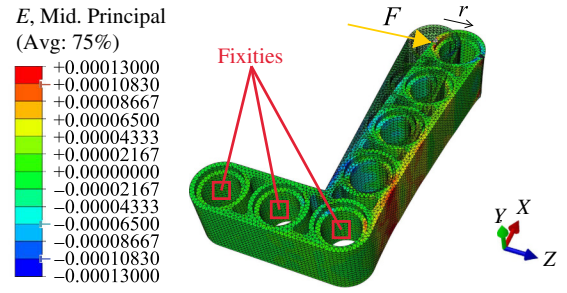 E, Mid. Principal
(Avg: 75%)
+0.00013000
+0.00010830
+0.00008667
+0.00006500
+0.00004333
+0.00002167
+0.00000000
−0.00002167
−0.00004333
−0.00006500
−0.00008667
−0.00010830
−0.00013000
Fixities
F
r
Y
X
Z